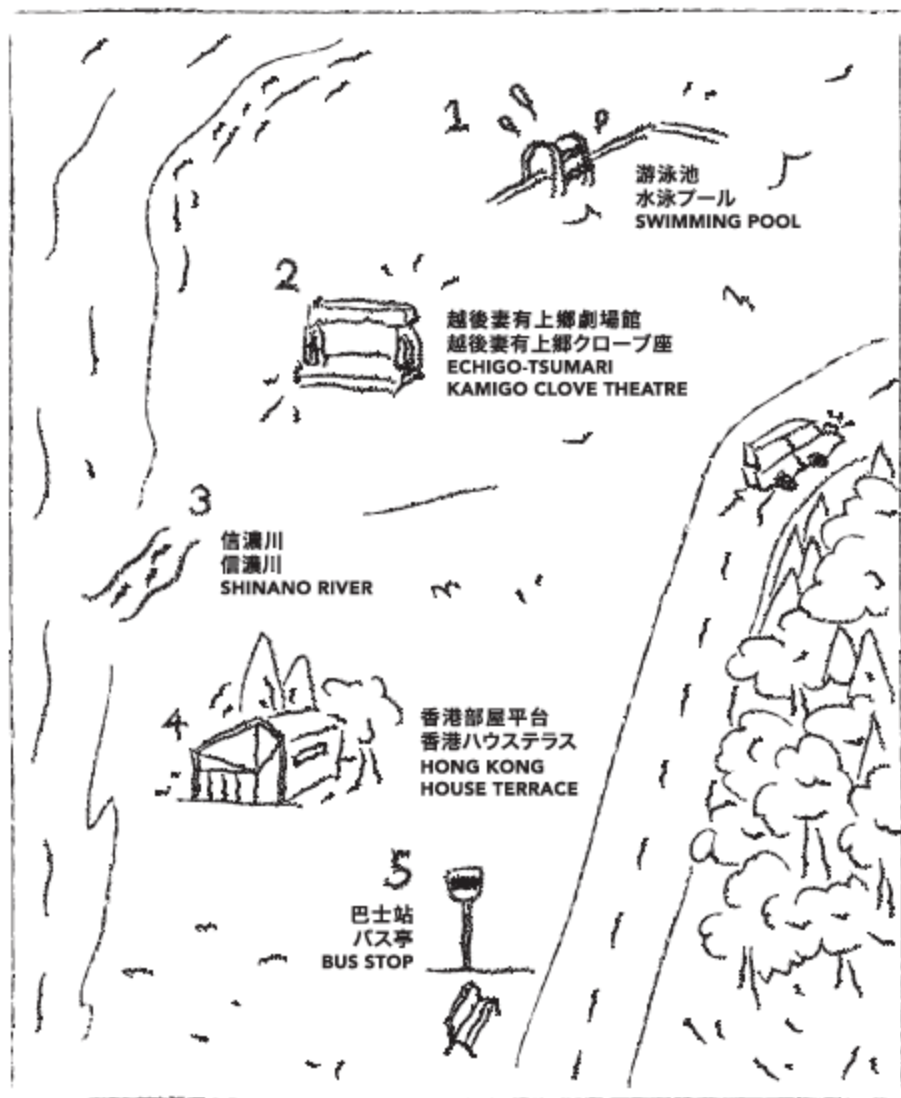 1
游泳池
水泳プール
SWIMMING POOL
2
越後妻有上鄉劇場館
越後妻有上郷クローブ座
ECHIGO-TSUMARI
KAMIGO CLOVE THEATRE
3
信濃川
信濃川
SHINANO RIVER
4
香港部屋平台
香港ハウステラス
HONG KONG
HOUSE TERRACE
5
巴士站
バス亭
BUS STOP